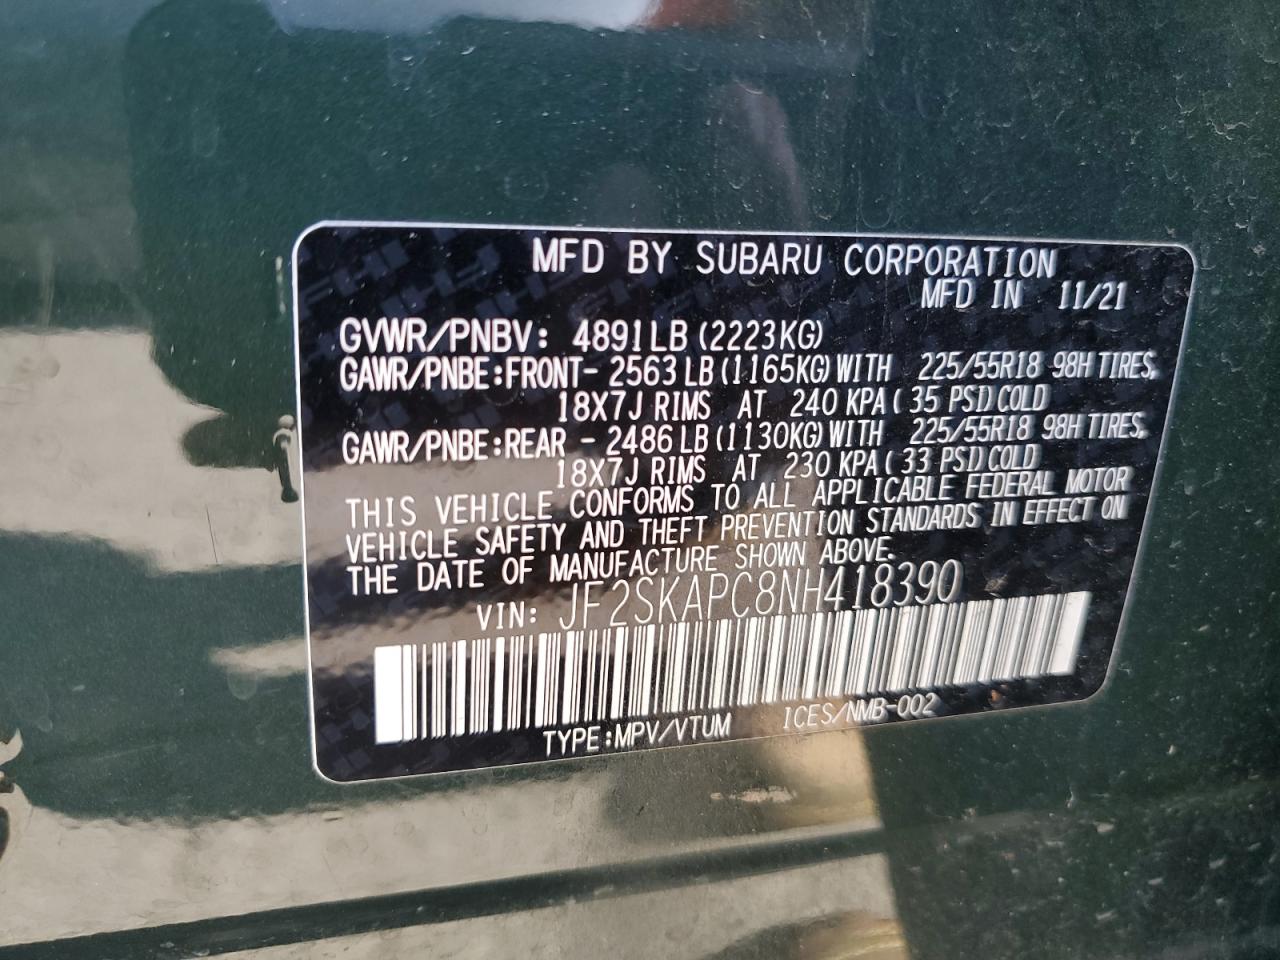 MFD BY SUBARU CORPORATION
MFD IN 11/21
GVWR/PNBV: 4891LB (2223KG)
GAWR/PNBE:FRONT- 2563 LB (1165KG) WITH 225/55R18 98H TIRES,
18X7J RIMS AT 240 KPA( 35 PSI) COLD
GAWR/PNBE:REAR - 2486 LB (1130KG) WITH 225/55R18 98H TIRES,
18X7J RIMS AT 230 KPA( 33 PSI) COLD
THIS VEHICLE CONFORMS TO ALL APPLICABLE FEDERAL MOTOR
VEHICLE SAFETY AND THEFT PREVENTION STANDARDS IN EFFECT ON
THE DATE OF MANUFACTURE SHOWN ABOVE.
VIN: JF2SKAPC8NH418390
TYPE:MPV/VTUM ICES/NMB-002